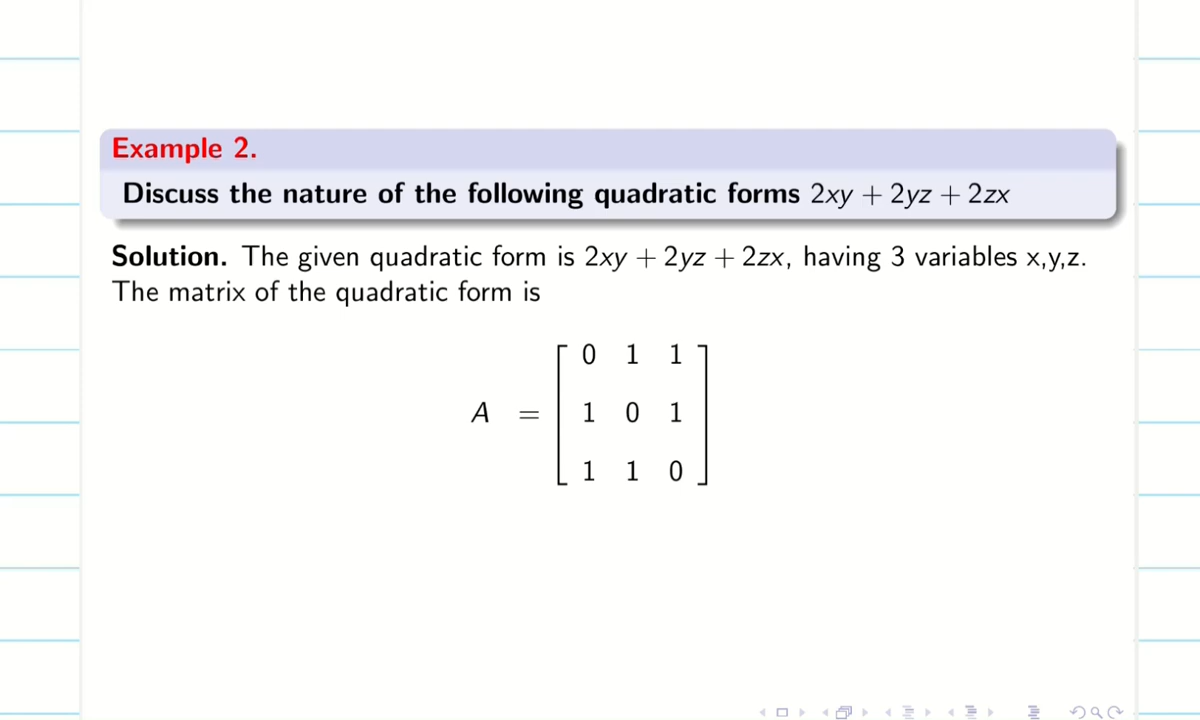 Example 2.
Discuss the nature of the following quadratic forms 2xy + 2yz + 2zx
Solution. The given quadratic form is 2xy + 2yz + 2zx, having 3 variables x,y,z.
The matrix of the quadratic form is
0 1 1
A = 1 0 1
1 1 0